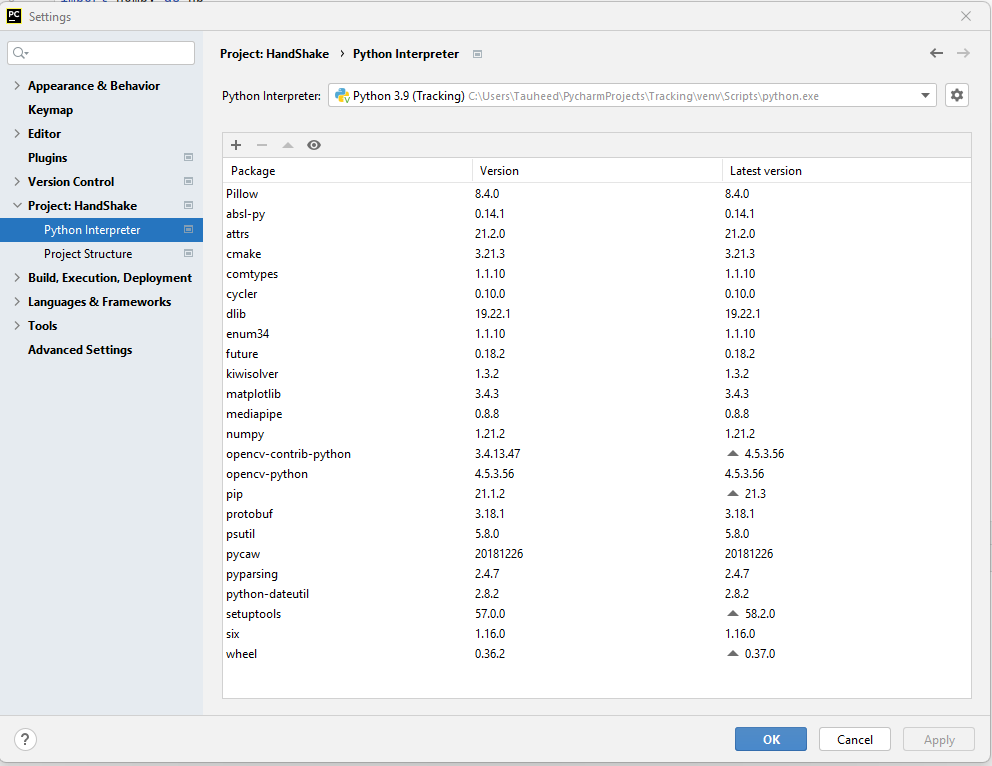 Settings
Project: HandShake › Python Interpreter
Python Interpreter: Python 3.9 (Tracking) C:\Users\Tauheed\PycharmProjects\Tracking\venv\Scripts\python.exe
Appearance & Behavior
Keymap
Editor
Plugins
Version Control
Project: HandShake
Python Interpreter
Project Structure
Build, Execution, Deployment
Languages & Frameworks
Tools
Advanced Settings
Package Version Latest version
Pillow 8.4.0 8.4.0
absl-py 0.14.1 0.14.1
attrs 21.2.0 21.2.0
cmake 3.21.3 3.21.3
comtypes 1.1.10 1.1.10
cycler 0.10.0 0.10.0
dlib 19.22.1 19.22.1
enum34 1.1.10 1.1.10
future 0.18.2 0.18.2
kiwisolver 1.3.2 1.3.2
matplotlib 3.4.3 3.4.3
mediapipe 0.8.8 0.8.8
numpy 1.21.2 1.21.2
opencv-contrib-python 3.4.13.47 4.5.3.56
opencv-python 4.5.3.56 4.5.3.56
pip 21.1.2 21.3
protobuf 3.18.1 3.18.1
psutil 5.8.0 5.8.0
pycaw 20181226 20181226
pyparsing 2.4.7 2.4.7
python-dateutil 2.8.2 2.8.2
setuptools 57.0.0 58.2.0
six 1.16.0 1.16.0
wheel 0.36.2 0.37.0
? OK Cancel Apply